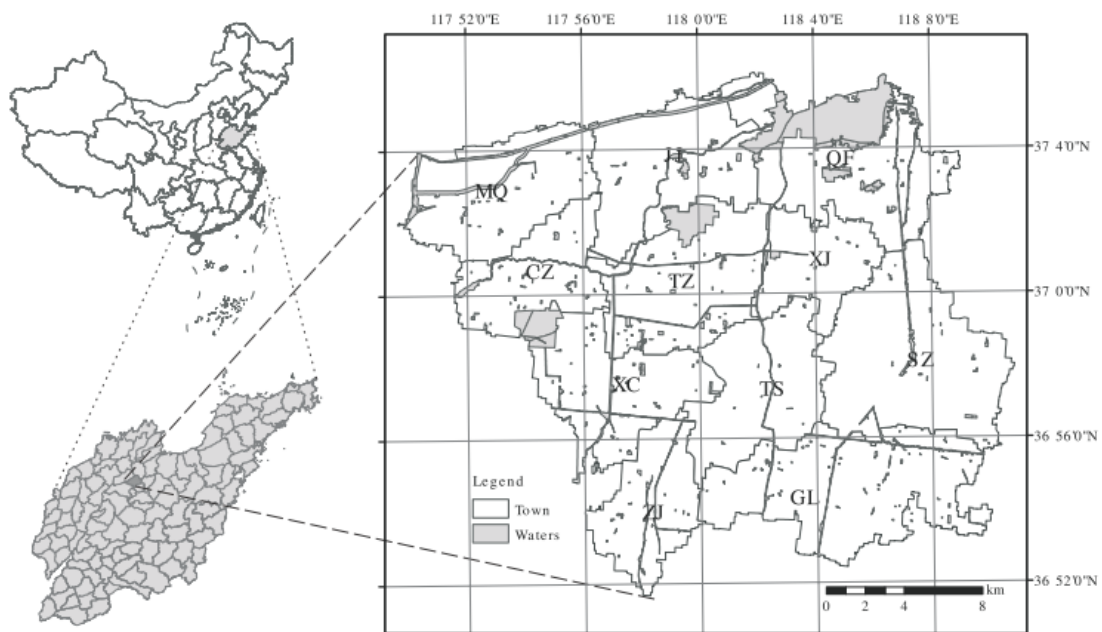 117 52'0"E 117 56'0"E 118 0'0"E 118 4'0"E 118 8'0"E
37 4'0"N
QF
MQ
XJ
CZ
TZ
37 0'0"N
SZ
XC
TS
36 56'0"N
Legend
GL
Town
ZJ
Waters
36 52'0"N
km
0 2 4 8